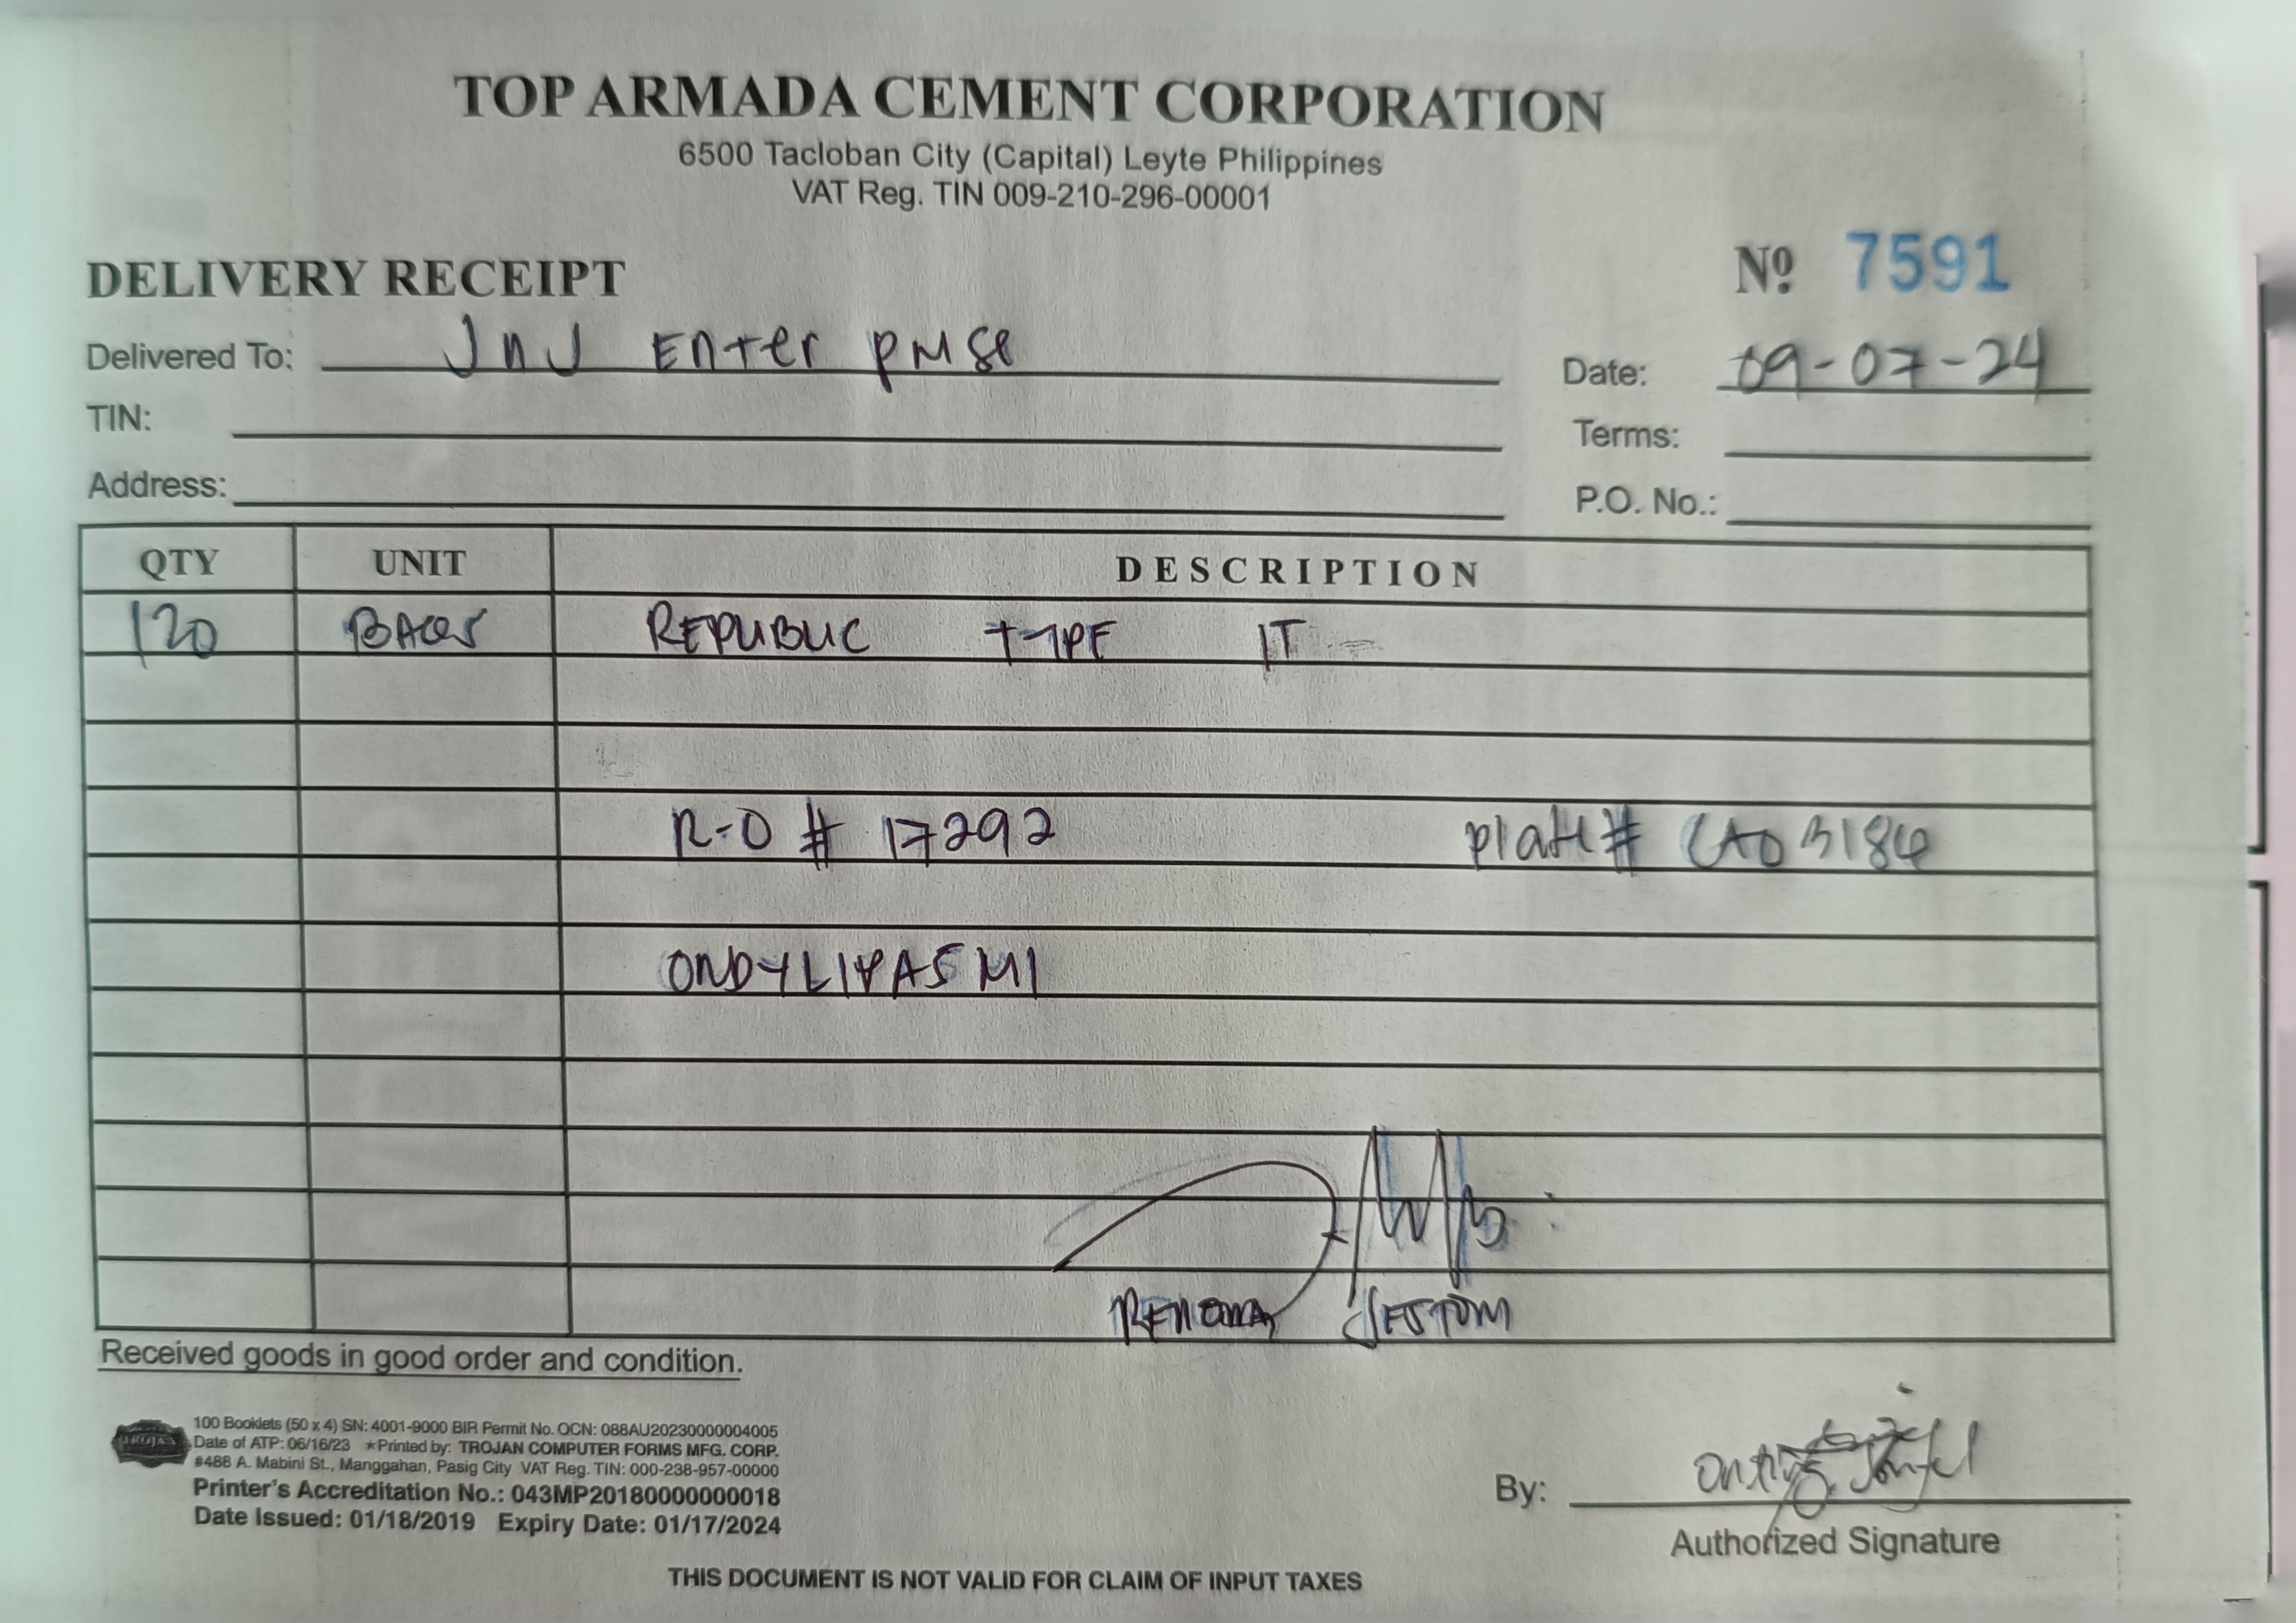 TOP ARMADA CEMENT CORPORATION
6500 Tacloban City (Capital) Leyte Philippines
VAT Reg. TIN 009-210-296-00001
DELIVERY RECEIPT
Nº 7591
Delivered To: JnJ Enterprise
Date: 09-07-24
TIN:
Terms:
Address:
P.O. No.:
QTY UNIT DESCRIPTION
120 BAGS REPUBLIC TYPE IT
R-O # 17292 plate# CAO 3184
Received goods in good order and condition.
TROJAN
100 Booklets (50 x 4) SN: 4001-9000 BIR Permit No. OCN: 088AU20230000004005
Date of ATP: 06/16/23 ★Printed by: TROJAN COMPUTER FORMS MFG. CORP.
#488 A. Mabini St., Manggahan, Pasig City VAT Reg. TIN: 000-238-957-00000
Printer's Accreditation No.: 043MP20180000000018
Date Issued: 01/18/2019 Expiry Date: 01/17/2024
By:
Authorized Signature
THIS DOCUMENT IS NOT VALID FOR CLAIM OF INPUT TAXES